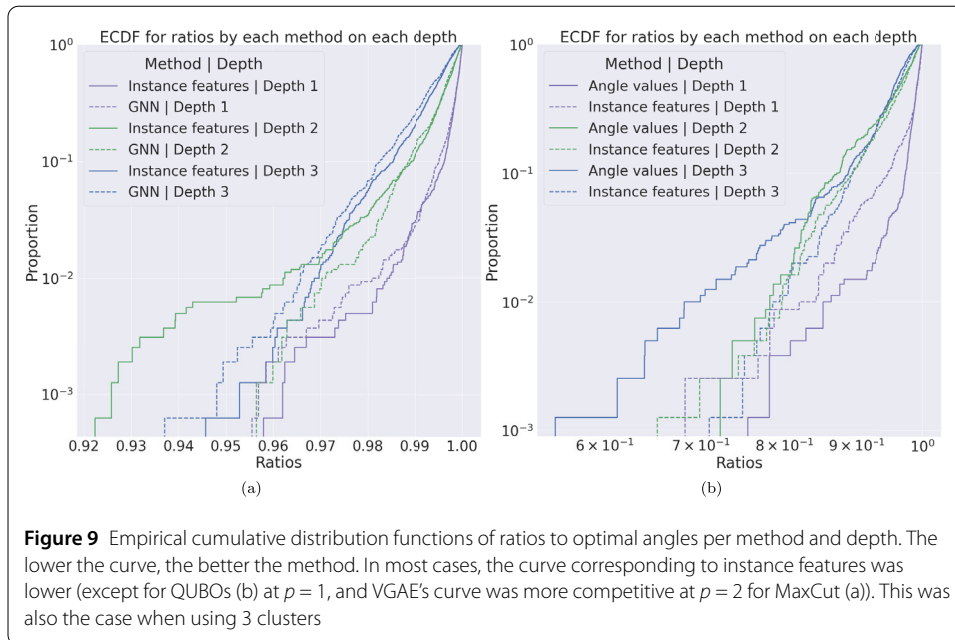 ECDF for ratios by each method on each depth
10⁰
Method | Depth
Instance features | Depth 1
GNN | Depth 1
Instance features | Depth 2
GNN | Depth 2
Instance features | Depth 3
GNN | Depth 3
10⁻¹
Proportion
10⁻²
10⁻³
0.92 0.93 0.94 0.95 0.96 0.97 0.98 0.99 1.00
Ratios
(a)
ECDF for ratios by each method on each depth
10⁰
Method | Depth
Angle values | Depth 1
Instance features | Depth 1
Angle values | Depth 2
Instance features | Depth 2
Angle values | Depth 3
Instance features | Depth 3
10⁻¹
Proportion
10⁻²
10⁻³
6 × 10⁻¹ 7 × 10⁻¹ 8 × 10⁻¹ 9 × 10⁻¹ 10⁰
Ratios
(b)
Figure 9 Empirical cumulative distribution functions of ratios to optimal angles per method and depth. The
lower the curve, the better the method. In most cases, the curve corresponding to instance features was
lower (except for QUBOs (b) at p = 1, and VGAE's curve was more competitive at p = 2 for MaxCut (a)). This was
also the case when using 3 clusters